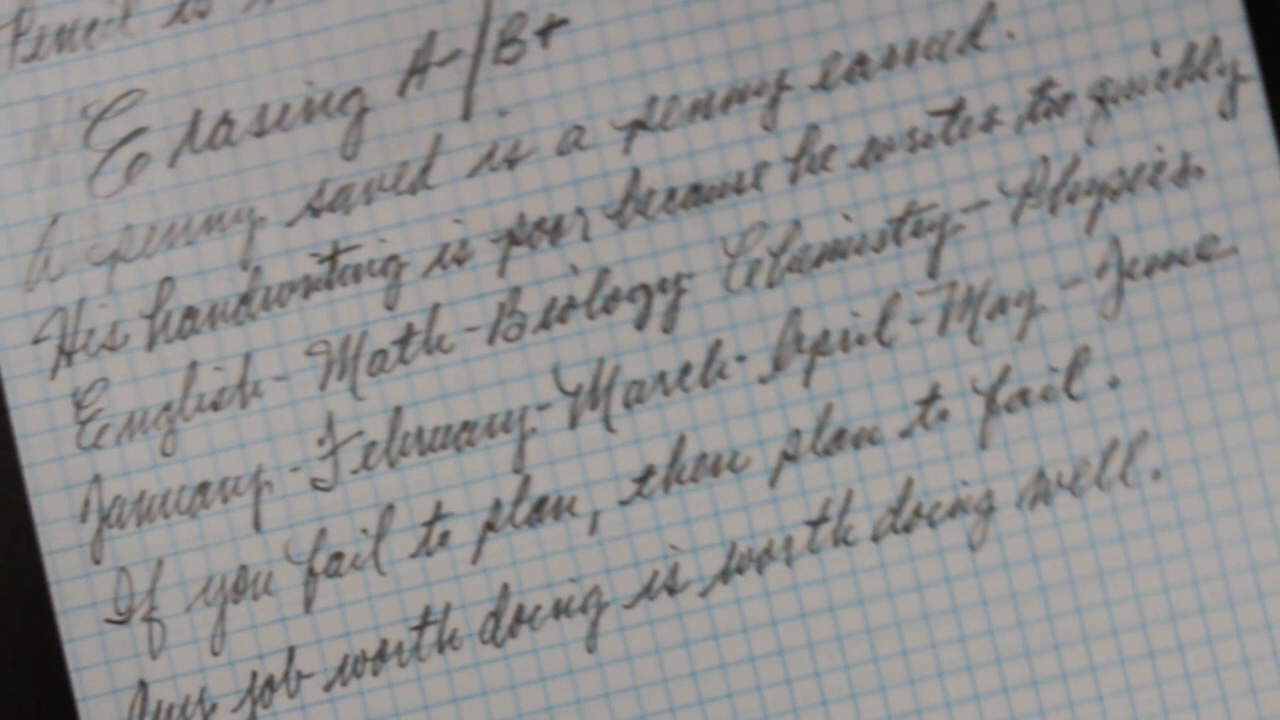 Pencil is
Erasing A-/B+
A penny saved is a penny earned.
His handwriting is poor because he writes too quickly
English - Math - Biology Chemistry - Physics
January - February - March - April - May - June
If you fail to plan, then plan to fail.
Any job worth doing is worth doing well.